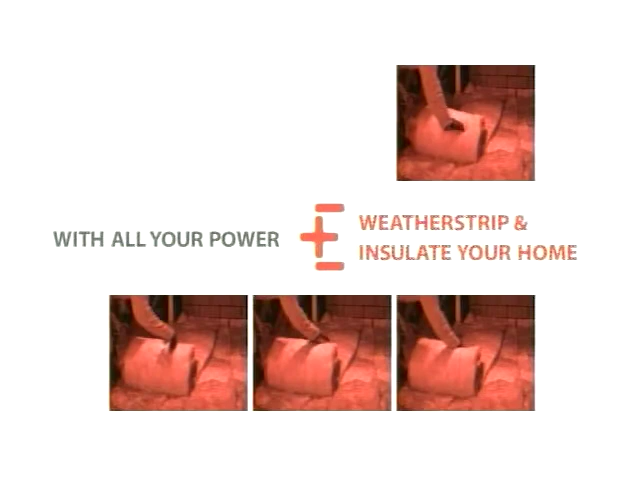 WITH ALL YOUR POWER
WEATHERSTRIP &
INSULATE YOUR HOME